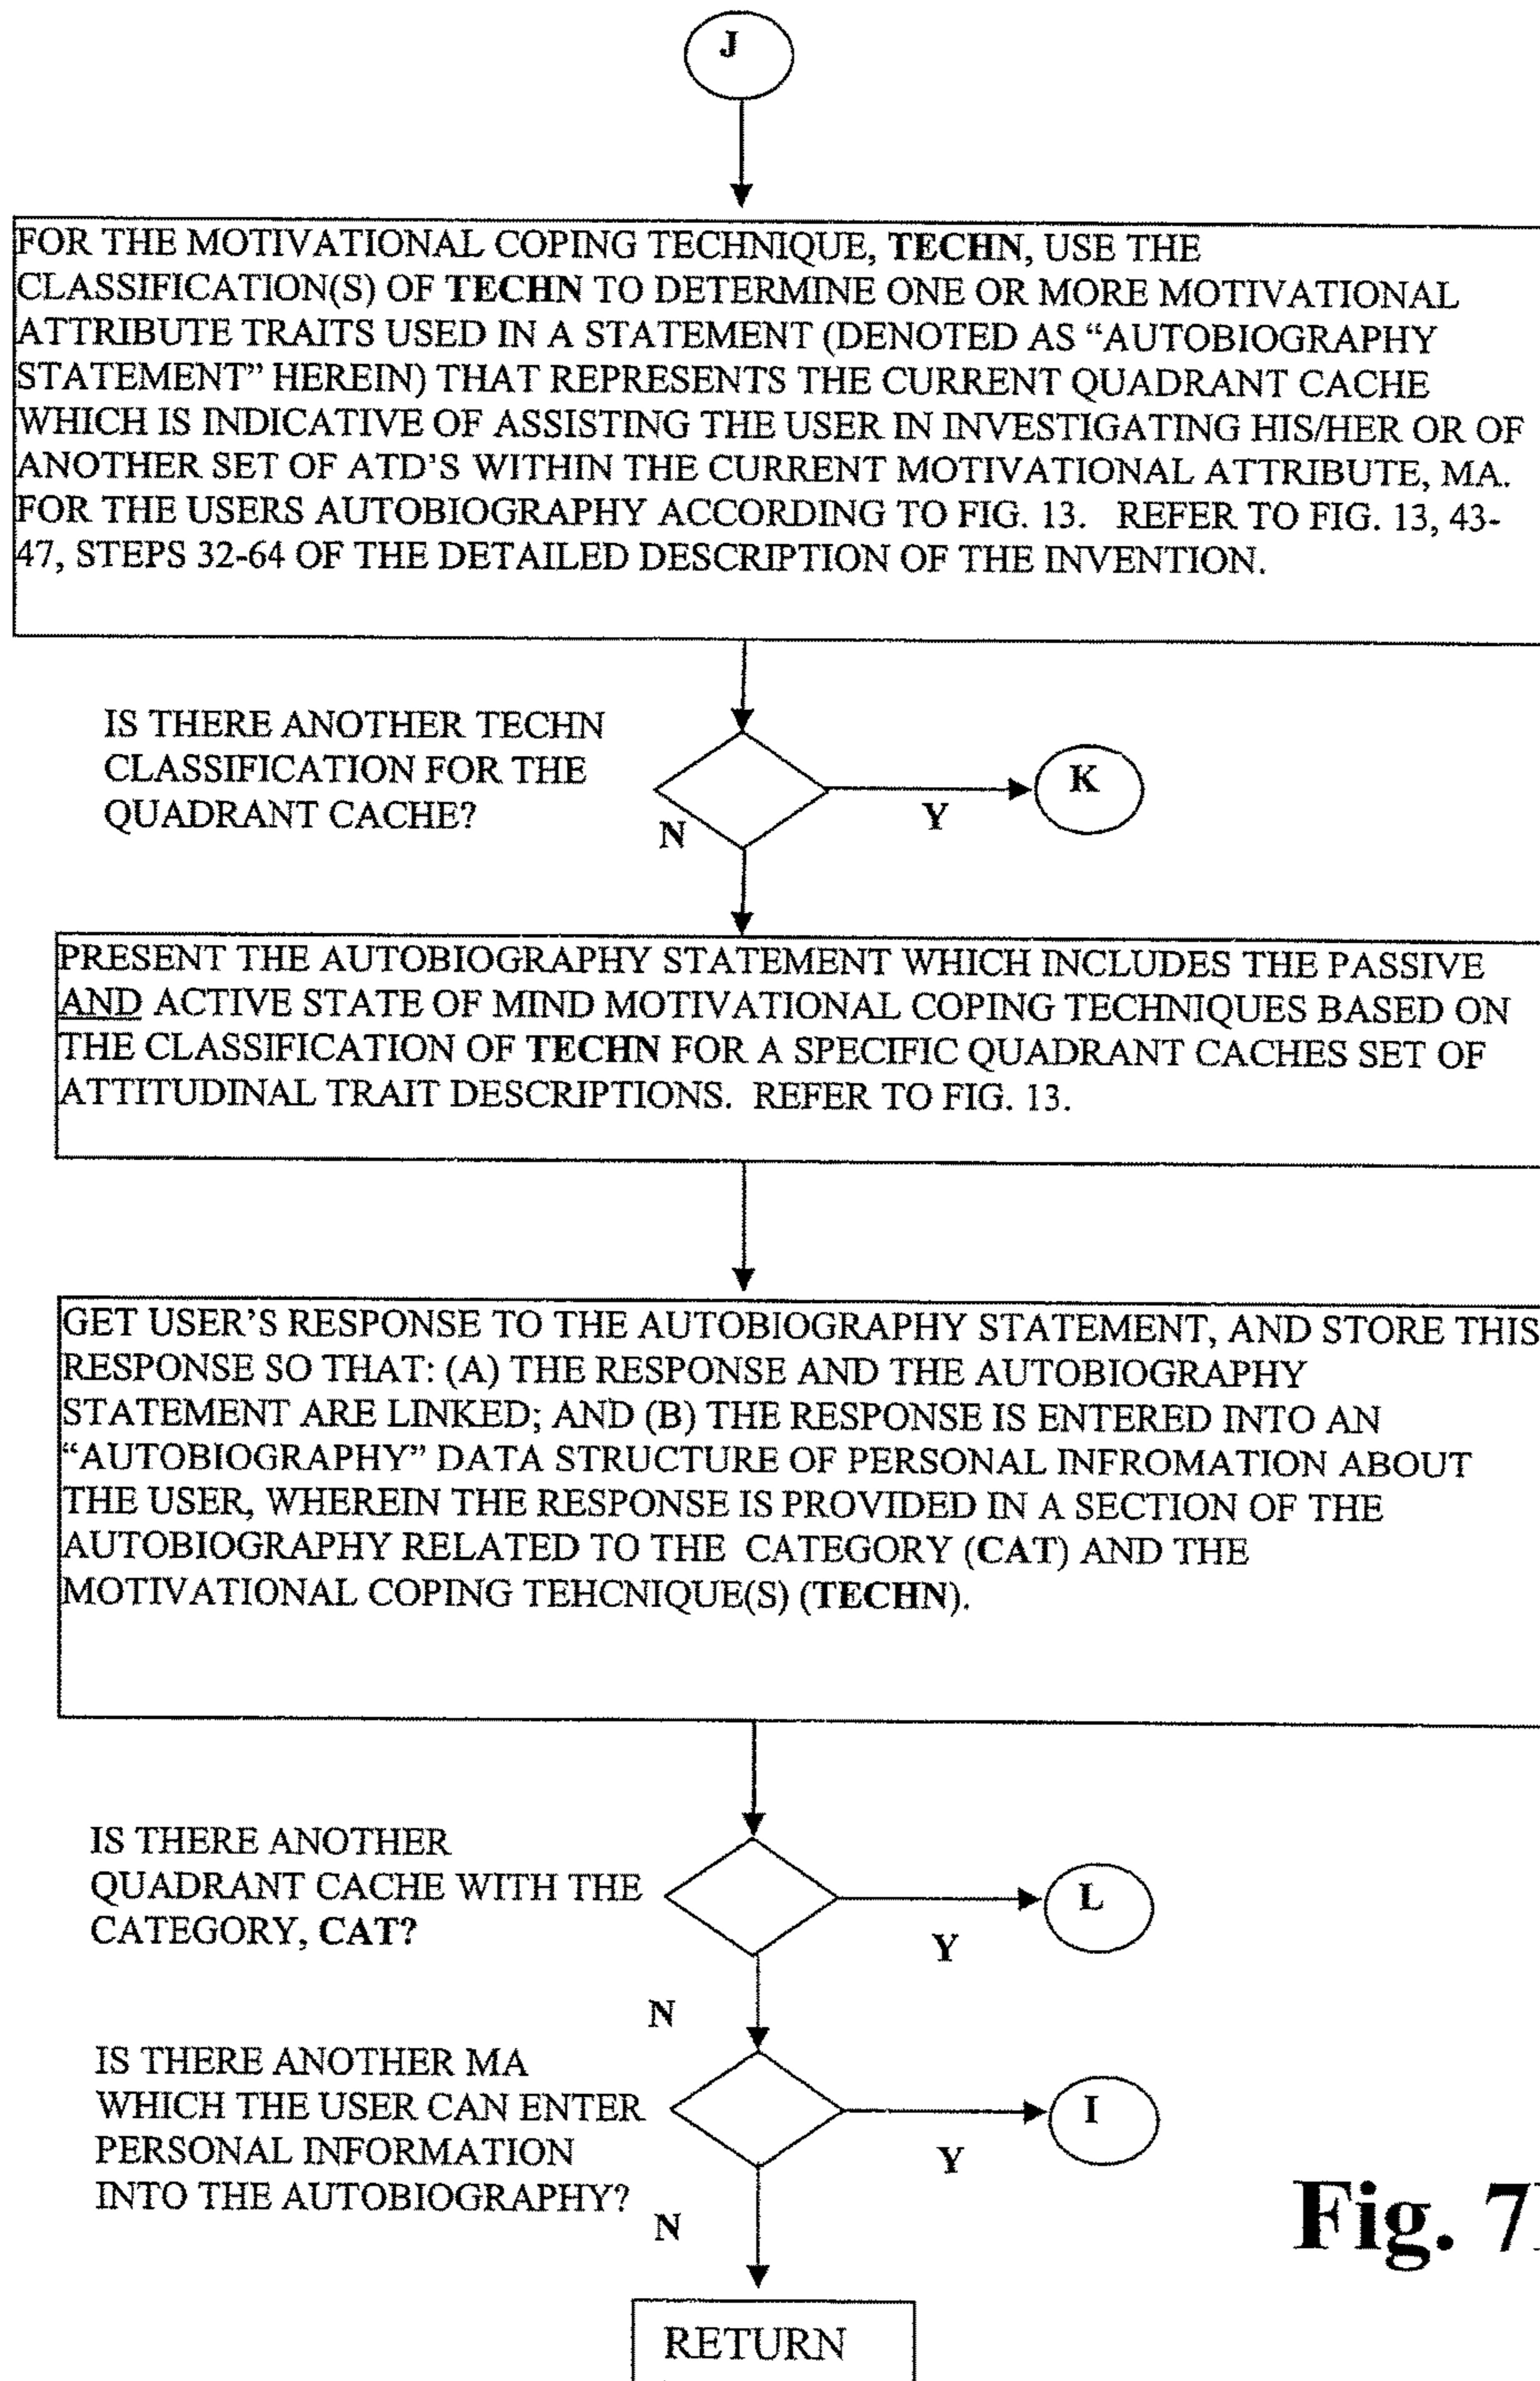 J
FOR THE MOTIVATIONAL COPING TECHNIQUE, TECHN, USE THE
CLASSIFICATION(S) OF TECHN TO DETERMINE ONE OR MORE MOTIVATIONAL
ATTRIBUTE TRAITS USED IN A STATEMENT (DENOTED AS “AUTOBIOGRAPHY
STATEMENT” HEREIN) THAT REPRESENTS THE CURRENT QUADRANT CACHE
WHICH IS INDICATIVE OF ASSISTING THE USER IN INVESTIGATING HIS/HER OR OF
ANOTHER SET OF ATD’S WITHIN THE CURRENT MOTIVATIONAL ATTRIBUTE, MA.
FOR THE USERS AUTOBIOGRAPHY ACCORDING TO FIG. 13. REFER TO FIG. 13, 43-
47, STEPS 32-64 OF THE DETAILED DESCRIPTION OF THE INVENTION.
IS THERE ANOTHER TECHN
CLASSIFICATION FOR THE
QUADRANT CACHE?
K
Y
N
PRESENT THE AUTOBIOGRAPHY STATEMENT WHICH INCLUDES THE PASSIVE
AND ACTIVE STATE OF MIND MOTIVATIONAL COPING TECHNIQUES BASED ON
THE CLASSIFICATION OF TECHN FOR A SPECIFIC QUADRANT CACHES SET OF
ATTITUDINAL TRAIT DESCRIPTIONS. REFER TO FIG. 13.
GET USER’S RESPONSE TO THE AUTOBIOGRAPHY STATEMENT, AND STORE THIS
RESPONSE SO THAT: (A) THE RESPONSE AND THE AUTOBIOGRAPHY
STATEMENT ARE LINKED; AND (B) THE RESPONSE IS ENTERED INTO AN
“AUTOBIOGRAPHY” DATA STRUCTURE OF PERSONAL INFROMATION ABOUT
THE USER, WHEREIN THE RESPONSE IS PROVIDED IN A SECTION OF THE
AUTOBIOGRAPHY RELATED TO THE CATEGORY (CAT) AND THE
MOTIVATIONAL COPING TEHCNIQUE(S) (TECHN).
IS THERE ANOTHER
QUADRANT CACHE WITH THE
CATEGORY, CAT?
L
Y
N
IS THERE ANOTHER MA
WHICH THE USER CAN ENTER
PERSONAL INFORMATION
INTO THE AUTOBIOGRAPHY?
I
Y
N
Fig.
RETURN